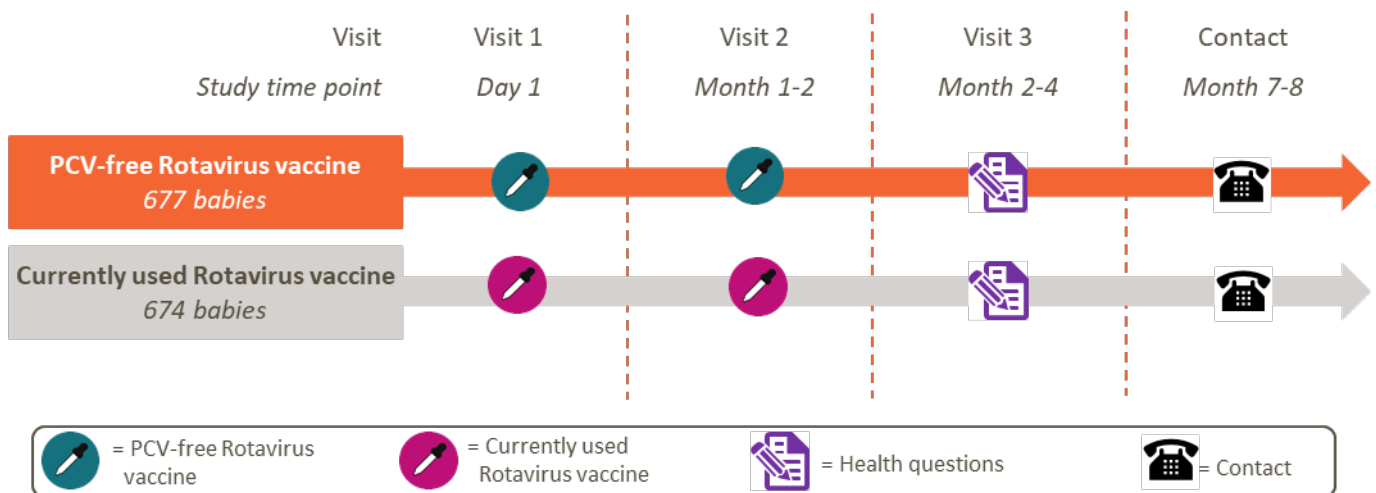 Visit Visit 1 Visit 2 Visit 3 Contact
Study time point Day 1 Month 1-2 Month 2-4 Month 7-8
PCV-free Rotavirus vaccine
677 babies
Currently used Rotavirus vaccine
674 babies
= PCV-free Rotavirus
vaccine
= Currently used
Rotavirus vaccine
= Health questions
= Contact